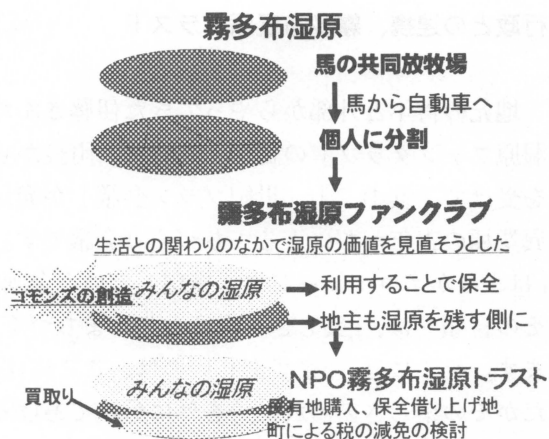 行政との連携、
霧多布湿原
馬の共同放牧場
馬から自動車へ
個人に分割
霧多布湿原ファンクラブ
生活との関わりのなかで湿原の価値を見直そうとした
コモンズの創造
みんなの湿原
利用することで保全
地主も湿原を残す側に
NPO霧多布湿原トラスト
買取り
みんなの湿原
民有地購入、保全借り上げ地
町による税の減免の検討